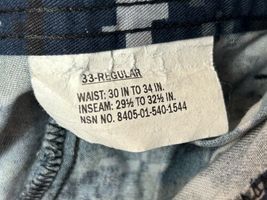 33-REGULAR
WAIST: 30 IN TO 34 IN.
INSEAM: 29½ TO 32½ IN.
NSN NO. 8405-01-540-1544